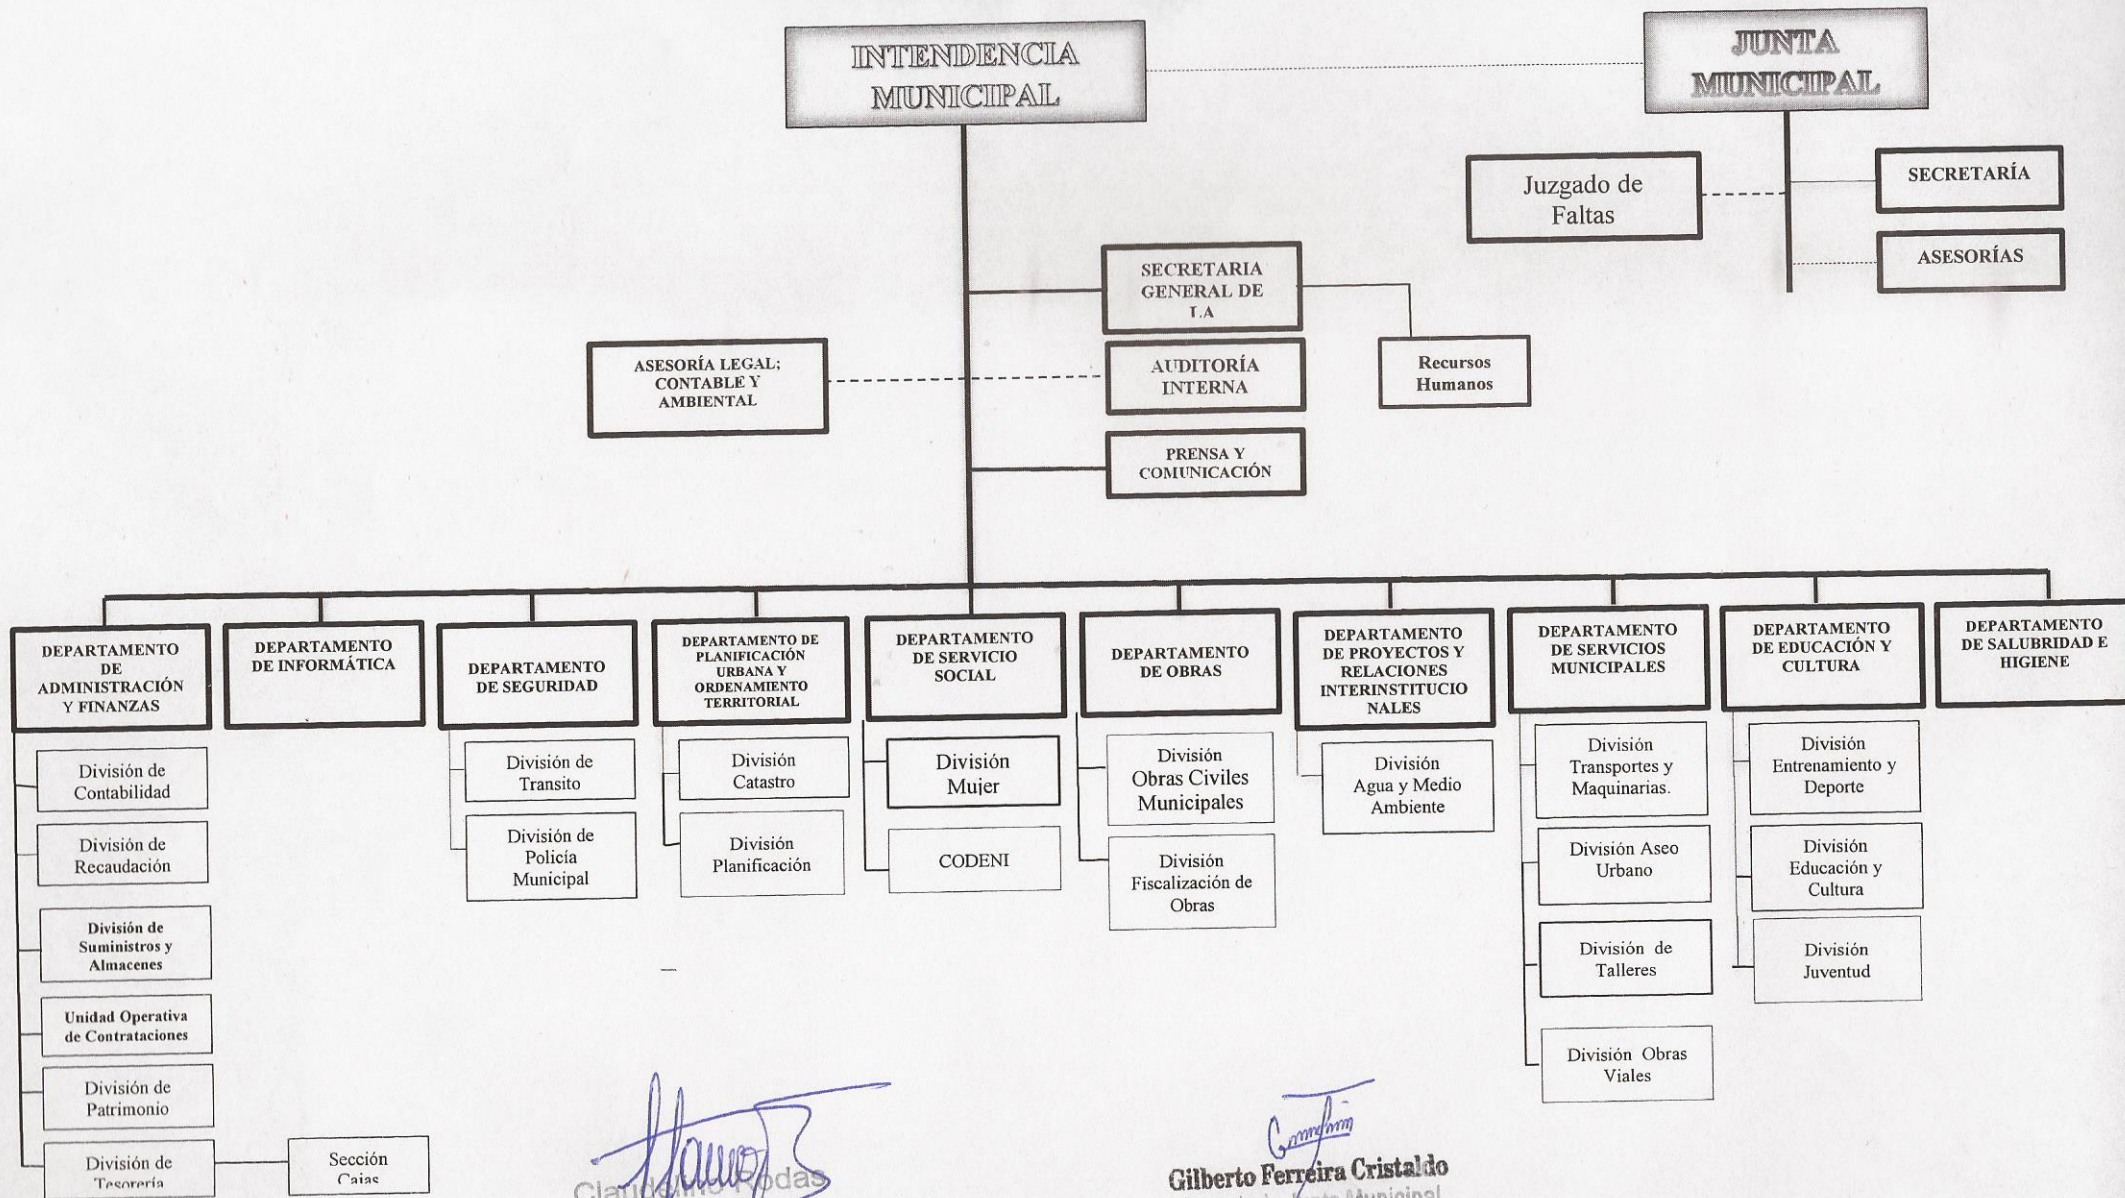 INTENDENCIA
MUNICIPAL
JUNTA
MUNICIPAL
Juzgado de
Faltas
SECRETARÍA
ASESORÍAS
SECRETARIA
GENERAL DE
LA
ASESORÍA LEGAL;
CONTABLE Y
AMBIENTAL
AUDITORÍA
INTERNA
Recursos
Humanos
PRENSA Y
COMUNICACIÓN
DEPARTAMENTO
DE
ADMINISTRACIÓN
Y FINANZAS
DEPARTAMENTO
DE INFORMÁTICA
DEPARTAMENTO
DE SEGURIDAD
DEPARTAMENTO DE
PLANIFICACIÓN
URBANA Y
ORDENAMIENTO
TERRITORIAL
DEPARTAMENTO
DE SERVICIO
SOCIAL
DEPARTAMENTO
DE OBRAS
DEPARTAMENTO
DE PROYECTOS Y
RELACIONES
INTERINSTITUCIO
NALES
DEPARTAMENTO
DE SERVICIOS
MUNICIPALES
DEPARTAMENTO
DE EDUCACIÓN Y
CULTURA
DEPARTAMENTO
DE SALUBRIDAD E
HIGIENE
División de
Contabilidad
División de
Recaudación
División de
Suministros y
Almacenes
Unidad Operativa
de Contrataciones
División de
Patrimonio
División de
Tesorería
Sección
Cajas
División de
Transito
División de
Policía
Municipal
División
Catastro
División
Planificación
División
Mujer
CODENI
División
Obras Civiles
Municipales
División
Fiscalización de
Obras
División
Agua y Medio
Ambiente
División
Transportes y
Maquinarias.
División Aseo
Urbano
División de
Talleres
División Obras
Viales
División
Entrenamiento y
Deporte
División
Educación y
Cultura
División
Juventud
Claudelino Rodas
Gilberto Ferreira Cristaldo
Junta Municipal